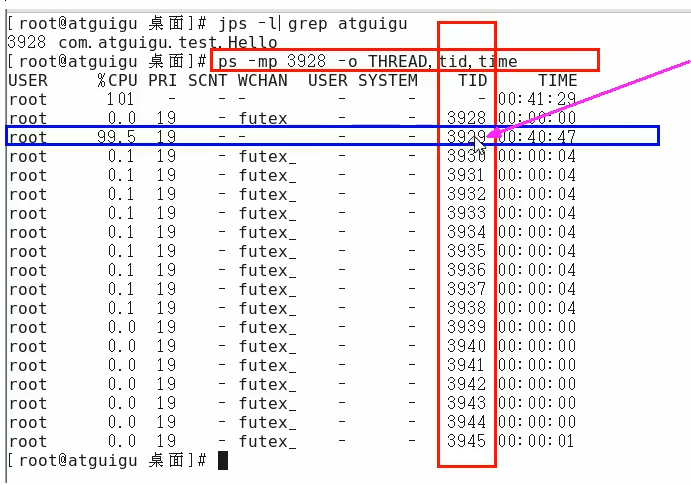 [root@atguigu 桌面]# jps -l| grep atguigu
3928 com.atguigu.test.Hello
[root@atguigu 桌面]# ps -mp 3928 -o THREAD,tid,time
USER %CPU PRI SCNT WCHAN USER SYSTEM TID TIME
root 101 - - - - - - 00:41:29
root 0.0 19 - futex_ - - 3928 00:00:00
root 99.5 19 - - - - 3929 00:40:47
root 0.1 19 - futex_ - - 3930 00:00:04
root 0.1 19 - futex_ - - 3931 00:00:04
root 0.1 19 - futex_ - - 3932 00:00:04
root 0.1 19 - futex_ - - 3933 00:00:04
root 0.1 19 - futex_ - - 3934 00:00:04
root 0.1 19 - futex_ - - 3935 00:00:04
root 0.1 19 - futex_ - - 3936 00:00:04
root 0.1 19 - futex_ - - 3937 00:00:04
root 0.1 19 - futex_ - - 3938 00:00:04
root 0.0 19 - futex_ - - 3939 00:00:00
root 0.0 19 - futex_ - - 3940 00:00:00
root 0.0 19 - futex_ - - 3941 00:00:00
root 0.0 19 - futex_ - - 3942 00:00:00
root 0.0 19 - futex_ - - 3943 00:00:00
root 0.0 19 - futex_ - - 3944 00:00:00
root 0.0 19 - futex_ - - 3945 00:00:01
[root@atguigu 桌面]#